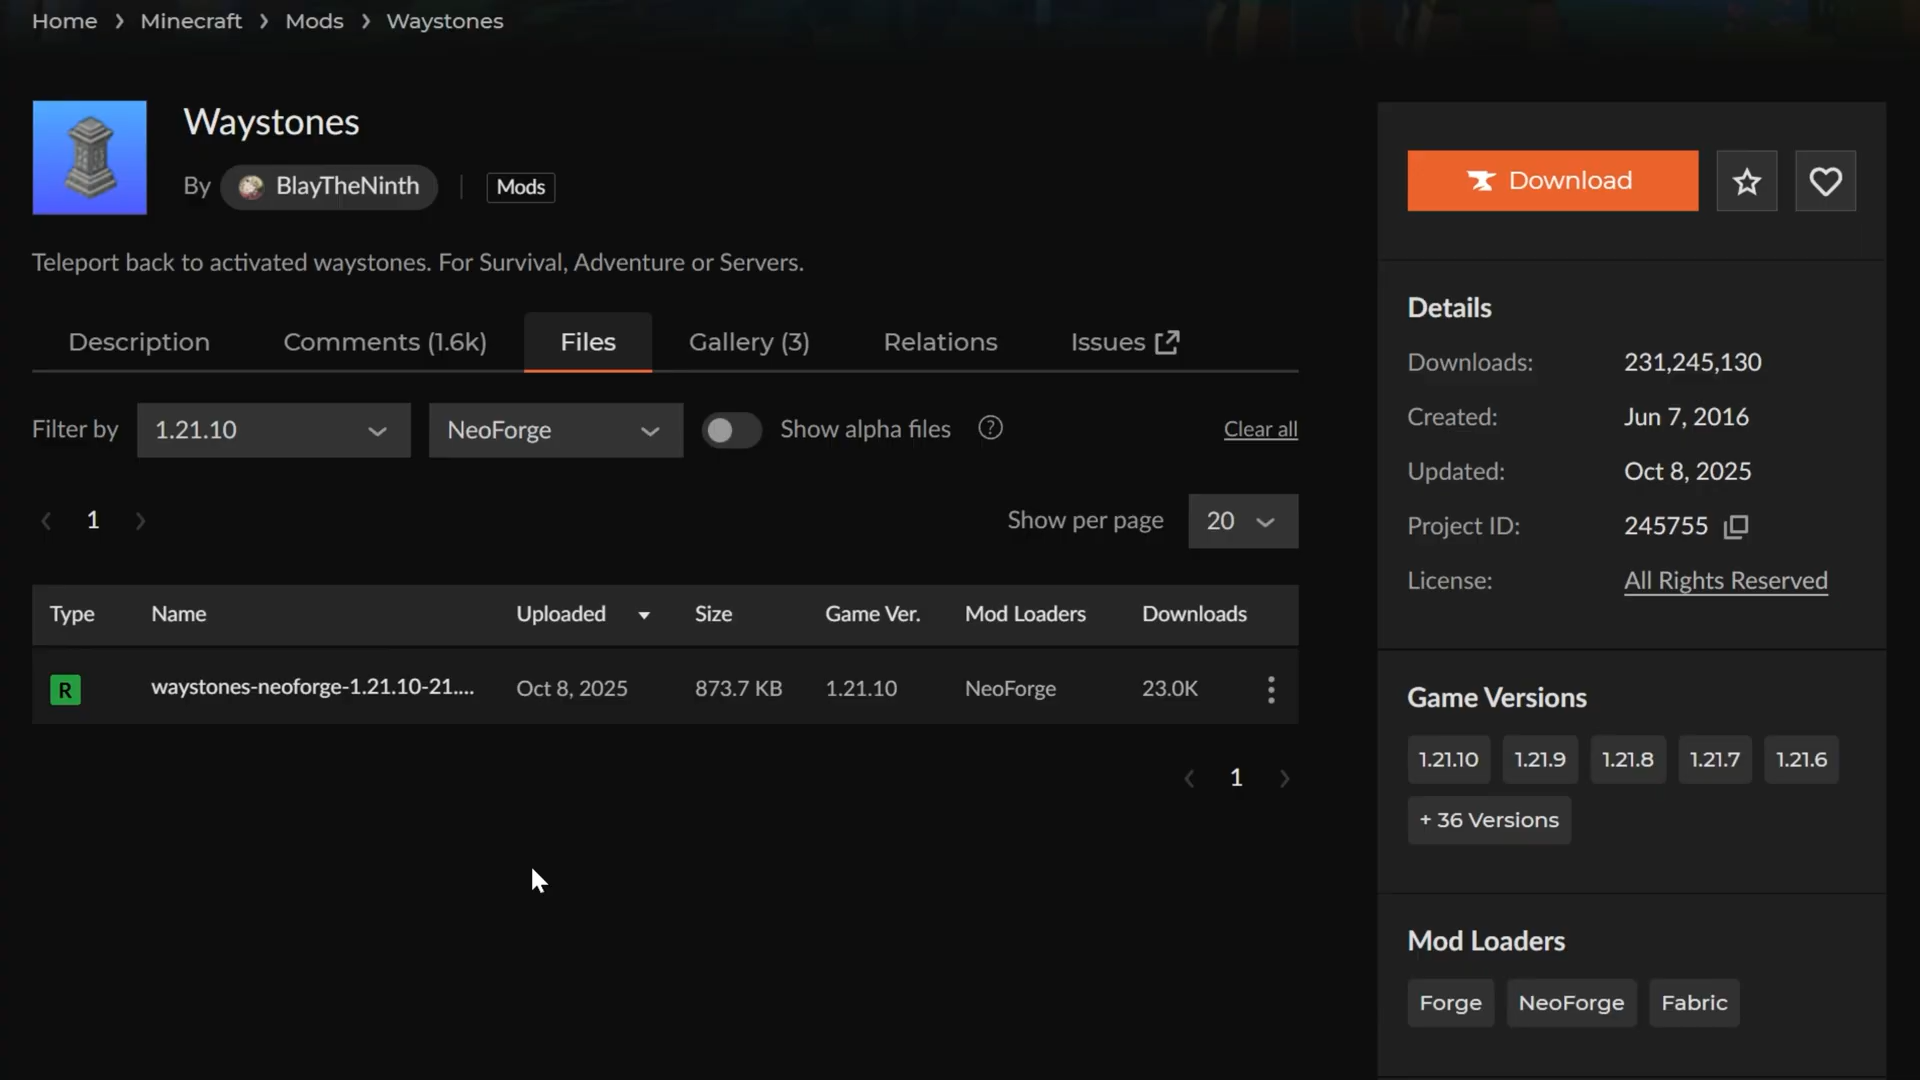 Home > Minecraft > Mods > Waystones
Waystones
By BlayTheNinth | Mods
Teleport back to activated waystones. For Survival, Adventure or Servers.
Description Comments (1.6k) Files Gallery (3) Relations Issues
Filter by 1.21.10 NeoForge Show alpha files ? Clear all
1 Show per page 20
Type Name Uploaded Size Game Ver. Mod Loaders Downloads
R waystones-neoforge-1.21.10-21.... Oct 8, 2025 873.7 KB 1.21.10 NeoForge 23.0K
1
Download
Details
Downloads: 231,245,130
Created: Jun 7, 2016
Updated: Oct 8, 2025
Project ID: 245755
License: All Rights Reserved
Game Versions
1.21.10 1.21.9 1.21.8 1.21.7 1.21.6
+ 36 Versions
Mod Loaders
Forge NeoForge Fabric